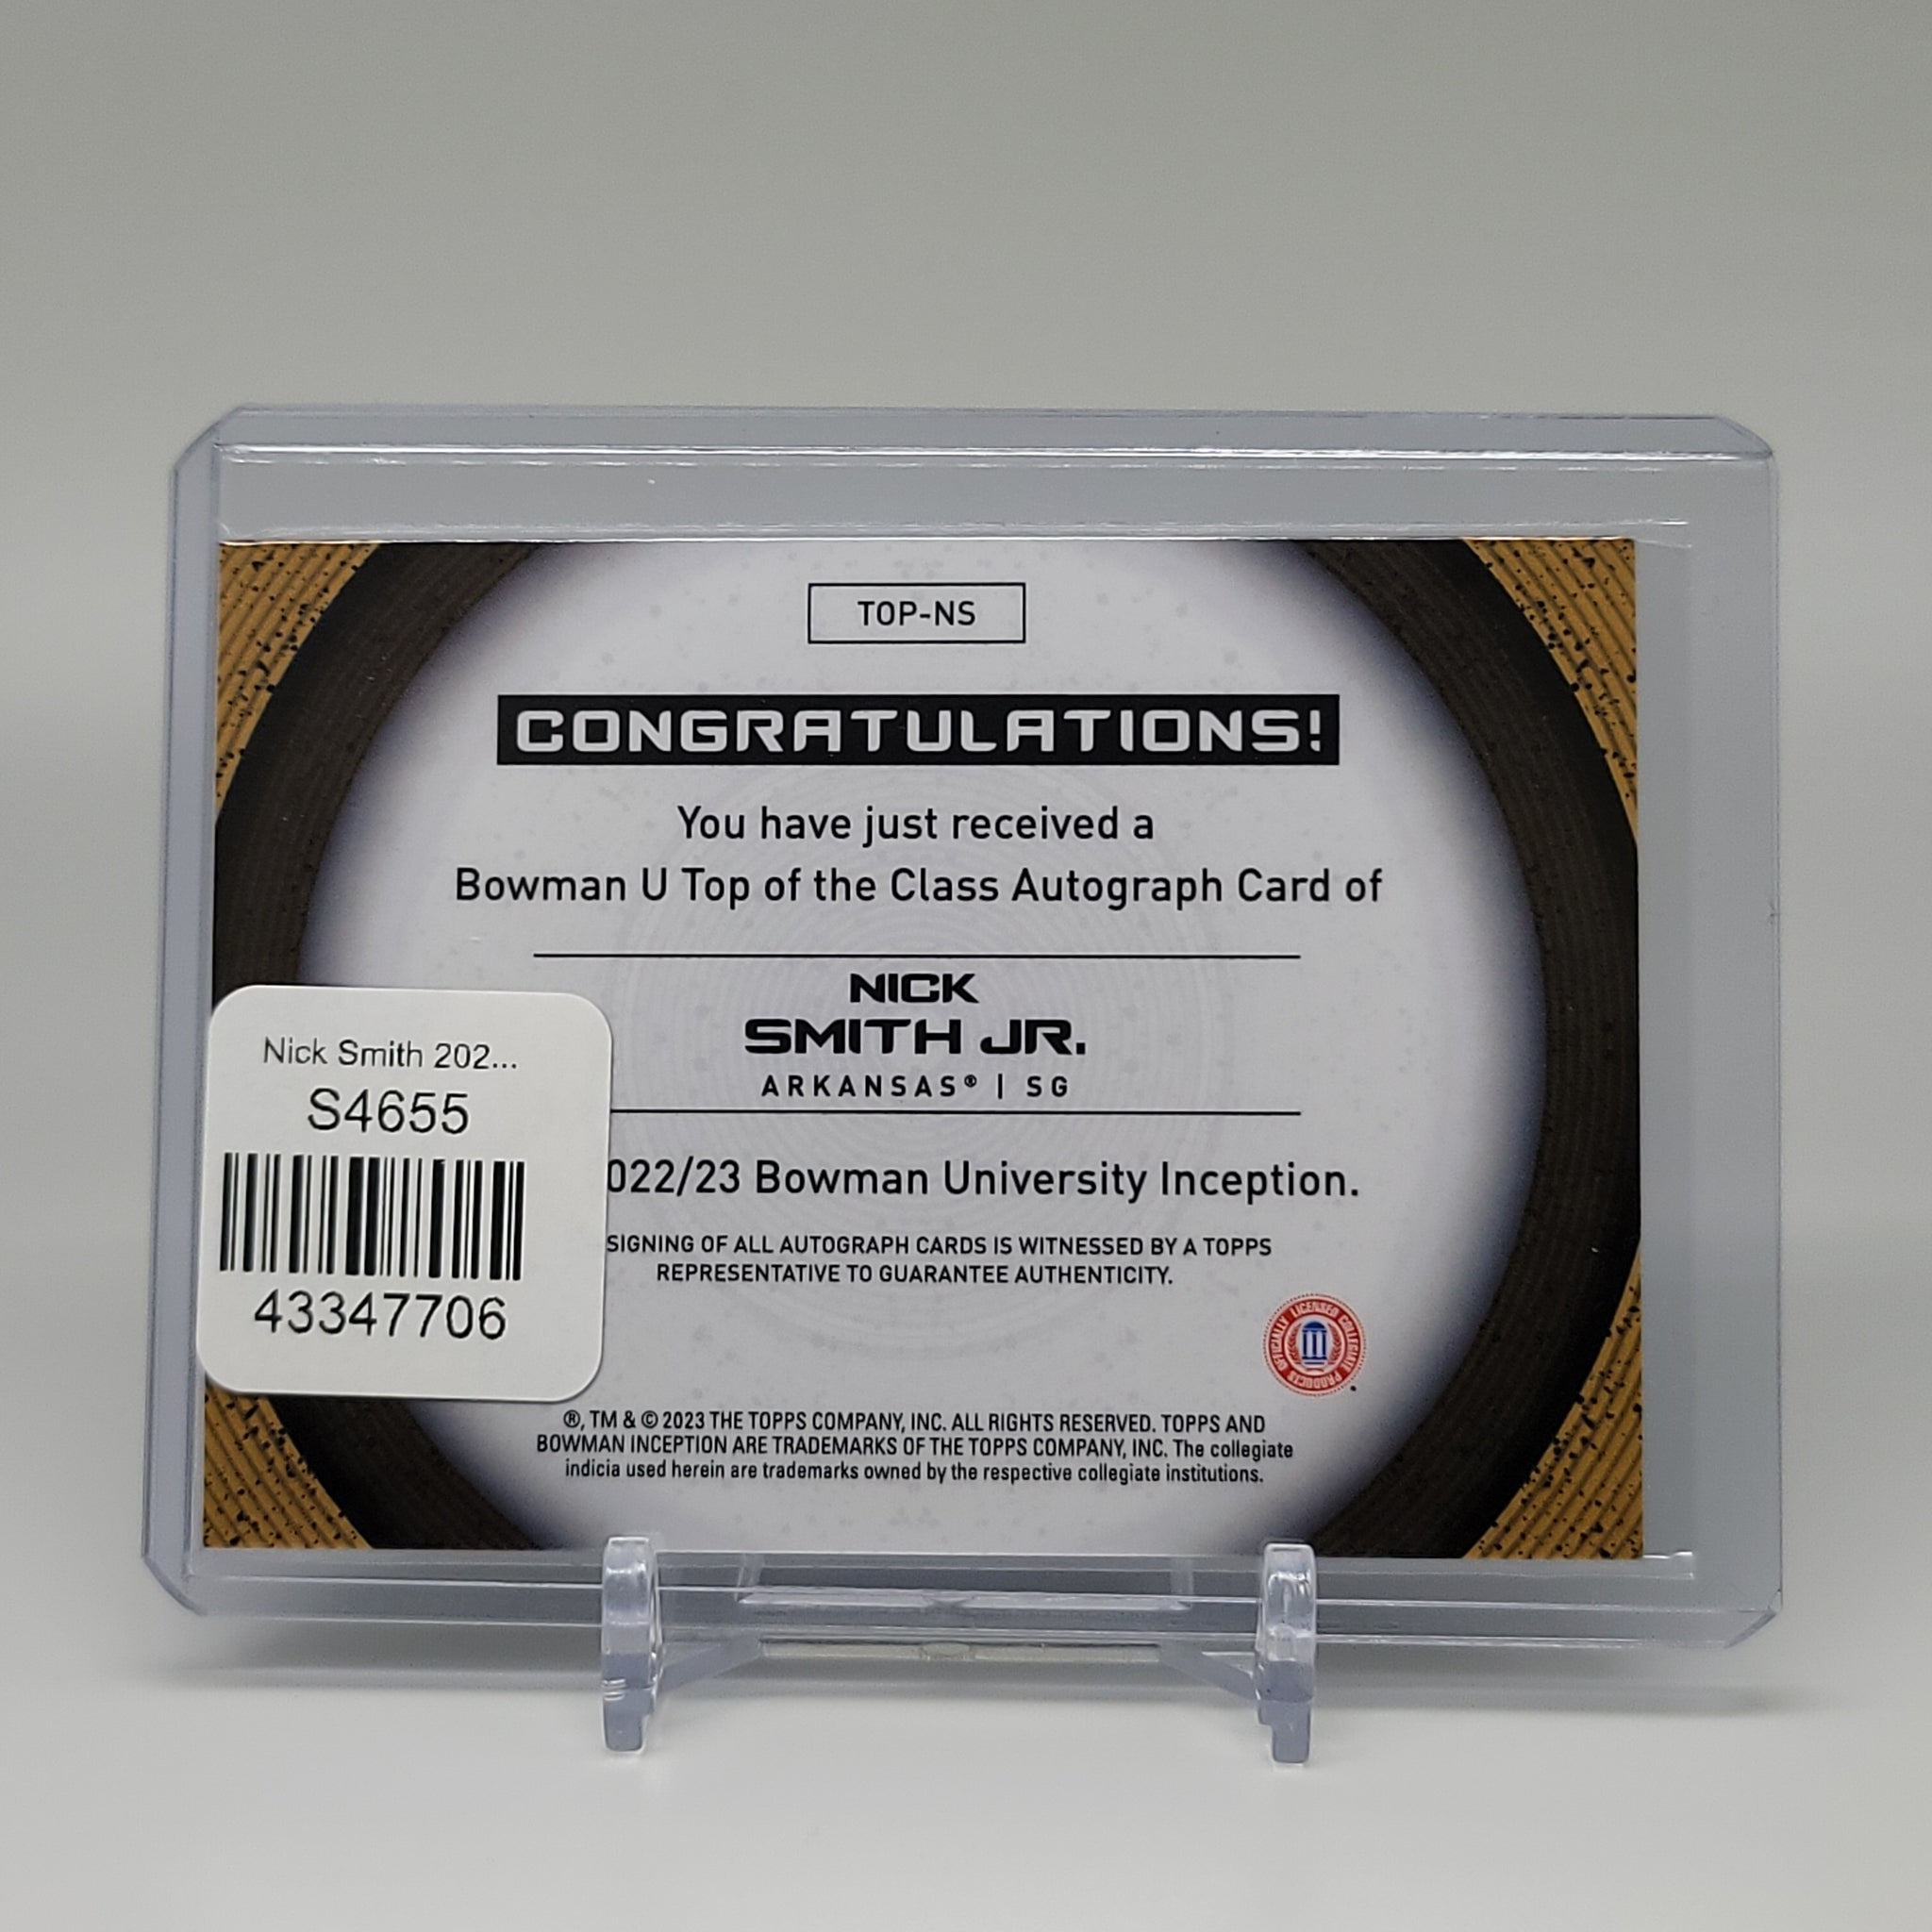 TOP-NS
CONGRATULATIONS!
You have just received a
Bowman U Top of the Class Autograph Card of
NICK
SMITH JR.
ARKANSAS® | SG
022/23 Bowman University Inception.
SIGNING OF ALL AUTOGRAPH CARDS IS WITNESSED BY A TOPPS
REPRESENTATIVE TO GUARANTEE AUTHENTICITY.
OFFICIALLY LICENSED COLLEGIATE PRODUCTS
®, TM & © 2023 THE TOPPS COMPANY, INC. ALL RIGHTS RESERVED. TOPPS AND
BOWMAN INCEPTION ARE TRADEMARKS OF THE TOPPS COMPANY, INC. The collegiate
indicia used herein are trademarks owned by the respective collegiate institutions.
Nick Smith 202...
S4655
43347706